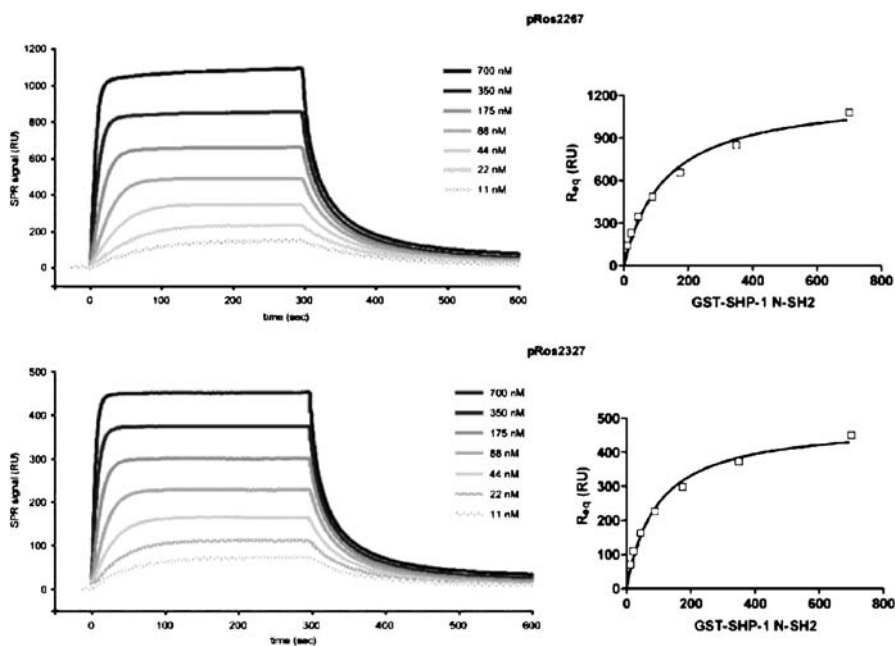 pRos2267
1200
1000
800
600
400
200
0
SPR signal (RU)
700 nM
350 nM
175 nM
88 nM
44 nM
22 nM
11 nM
0
100
200
300
400
500
600
time (sec)
1200
900
600
300
0
Req (RU)
0
200
400
600
800
GST-SHP-1 N-SH2
pRos2327
500
400
300
200
100
0
SPR signal (RU)
700 nM
350 nM
175 nM
88 nM
44 nM
22 nM
11 nM
0
100
200
300
400
500
600
time (sec)
500
400
300
200
100
0
Req (RU)
0
200
400
600
800
GST-SHP-1 N-SH2